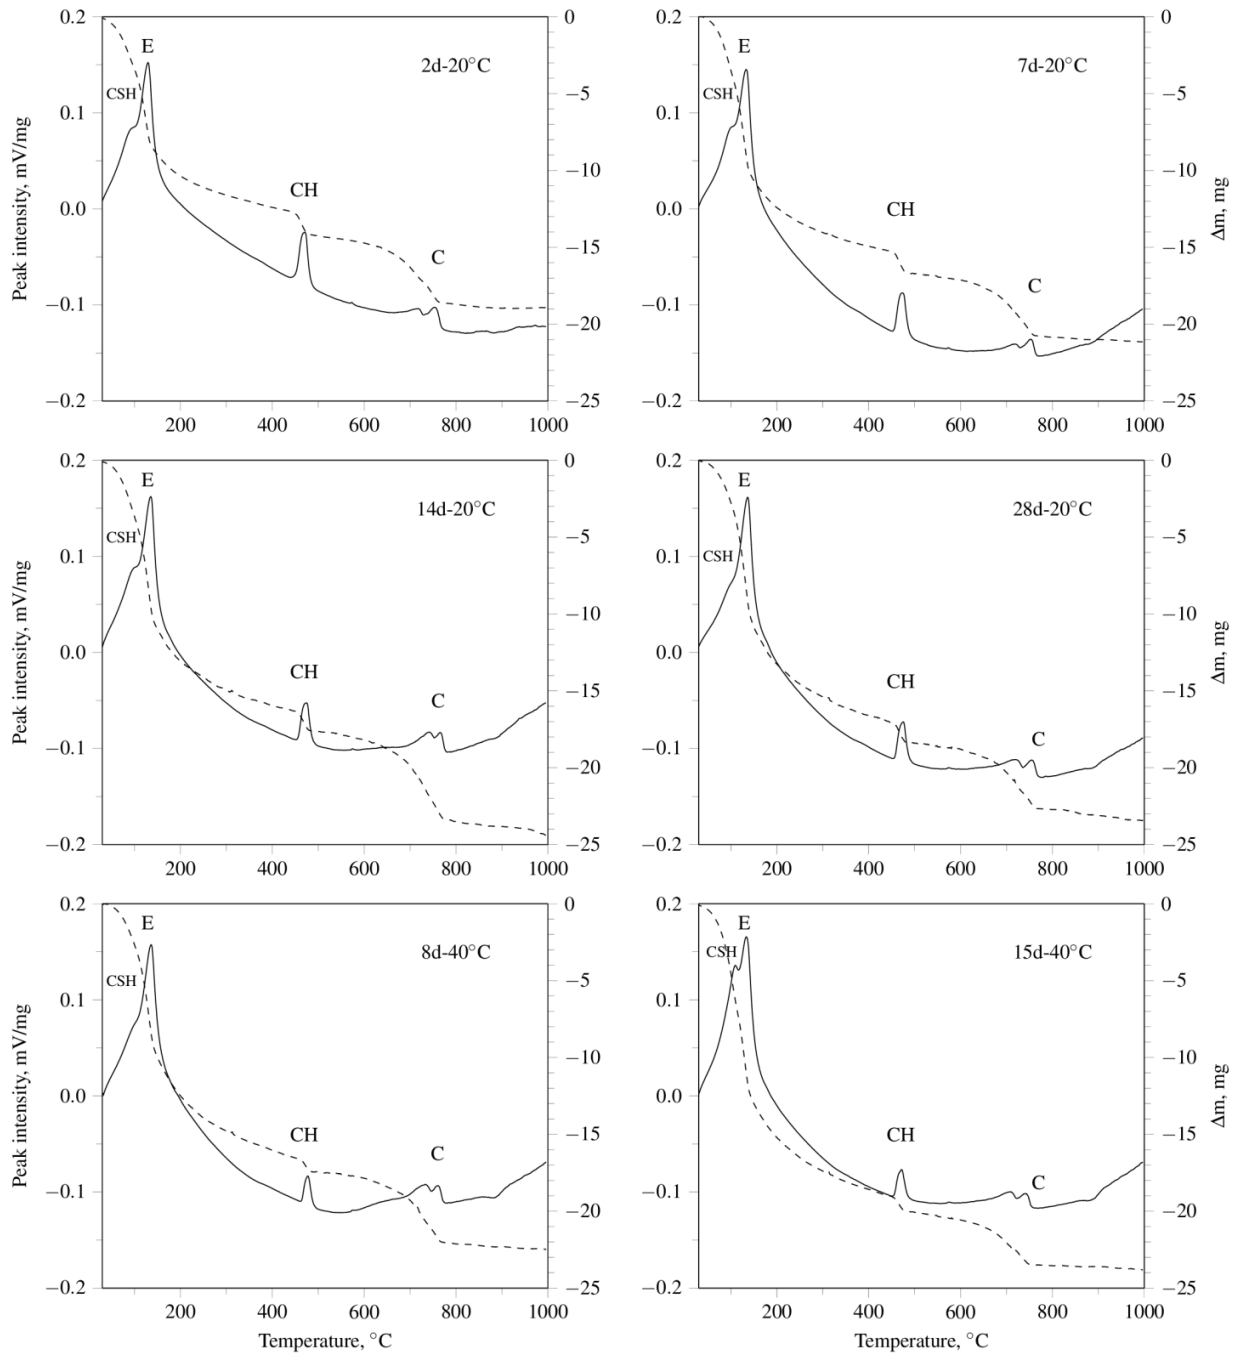 0.2
0.1
0.0
−0.1
−0.2
Peak intensity, mV/mg
E
CSH
CH
C
2d-20°C
200
400
600
800
1000
0
−5
−10
−15
−20
−25
0.2
0.1
0.0
−0.1
−0.2
E
CSH
CH
C
7d-20°C
200
400
600
800
1000
0
−5
−10
−15
−20
−25
Δm, mg
0.2
0.1
0.0
−0.1
−0.2
Peak intensity, mV/mg
E
CSH
CH
C
14d-20°C
200
400
600
800
1000
0
−5
−10
−15
−20
−25
0.2
0.1
0.0
−0.1
−0.2
E
CSH
CH
C
28d-20°C
200
400
600
800
1000
0
−5
−10
−15
−20
−25
Δm, mg
0.2
0.1
0.0
−0.1
−0.2
Peak intensity, mV/mg
E
CSH
CH
C
8d-40°C
200
400
600
800
1000
Temperature, °C
0
−5
−10
−15
−20
−25
0.2
0.1
0.0
−0.1
−0.2
E
CSH
CH
C
15d-40°C
200
400
600
800
1000
Temperature, °C
0
−5
−10
−15
−20
−25
Δm, mg